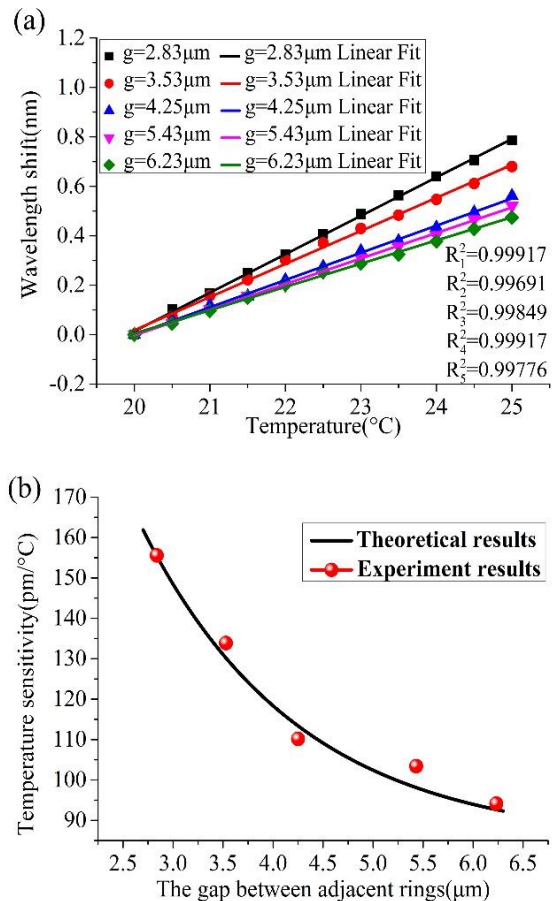 (a)
1.2
1.0
0.8
0.6
0.4
0.2
0.0
-0.2
Wavelength shift(nm)
g=2.83μm g=2.83μm Linear Fit
g=3.53μm g=3.53μm Linear Fit
g=4.25μm g=4.25μm Linear Fit
g=5.43μm g=5.43μm Linear Fit
g=6.23μm g=6.23μm Linear Fit
R²=0.99917
R²₂=0.99691
R²₃=0.99849
R²₄=0.99917
R²₅=0.99776
20 21 22 23 24 25
Temperature(°C)
(b)
170
160
150
140
130
120
110
100
90
Temperature sensitivity(pm/°C)
Theoretical results
Experiment results
2.5 3.0 3.5 4.0 4.5 5.0 5.5 6.0 6.5
The gap between adjacent rings(μm)